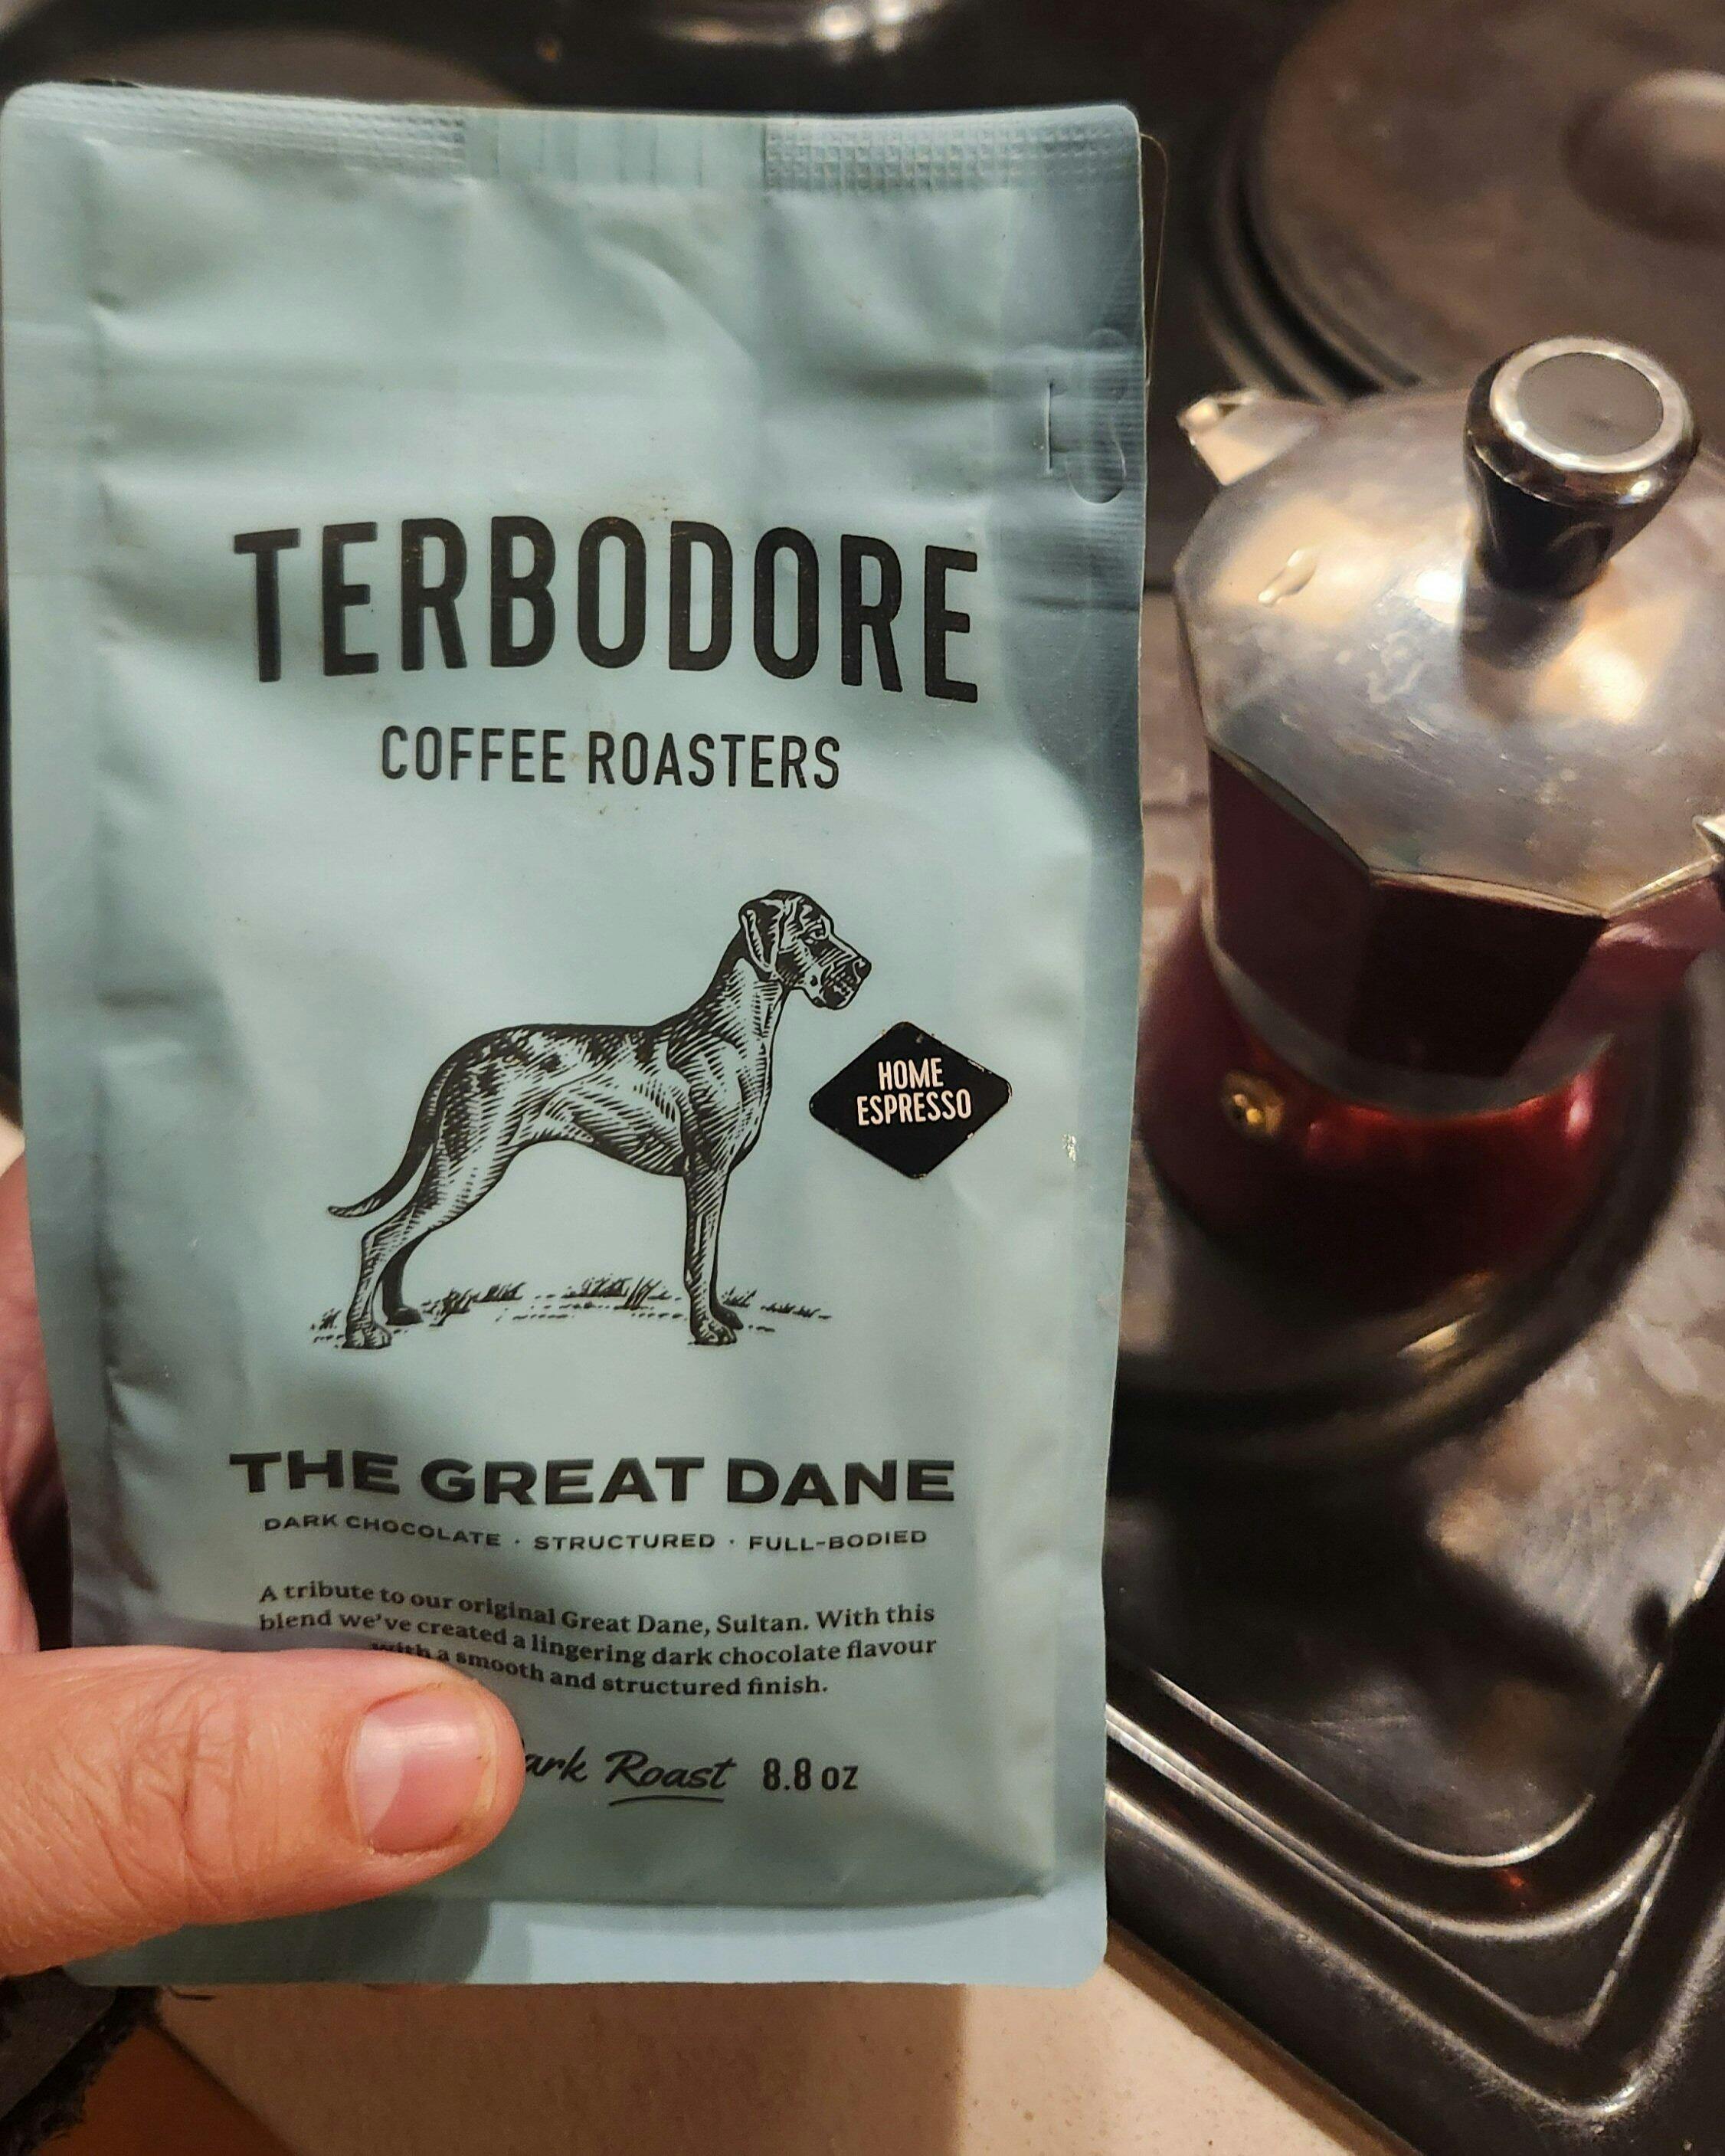 TERBODORE
COFFEE ROASTERS
HOME
ESPRESSO
THE GREAT DANE
DARK CHOCOLATE · STRUCTURED · FULL-BODIED
A tribute to our original Great Dane, Sultan. With this
blend we've created a lingering dark chocolate flavour
with a smooth and structured finish.
ark Roast 8.8 oz